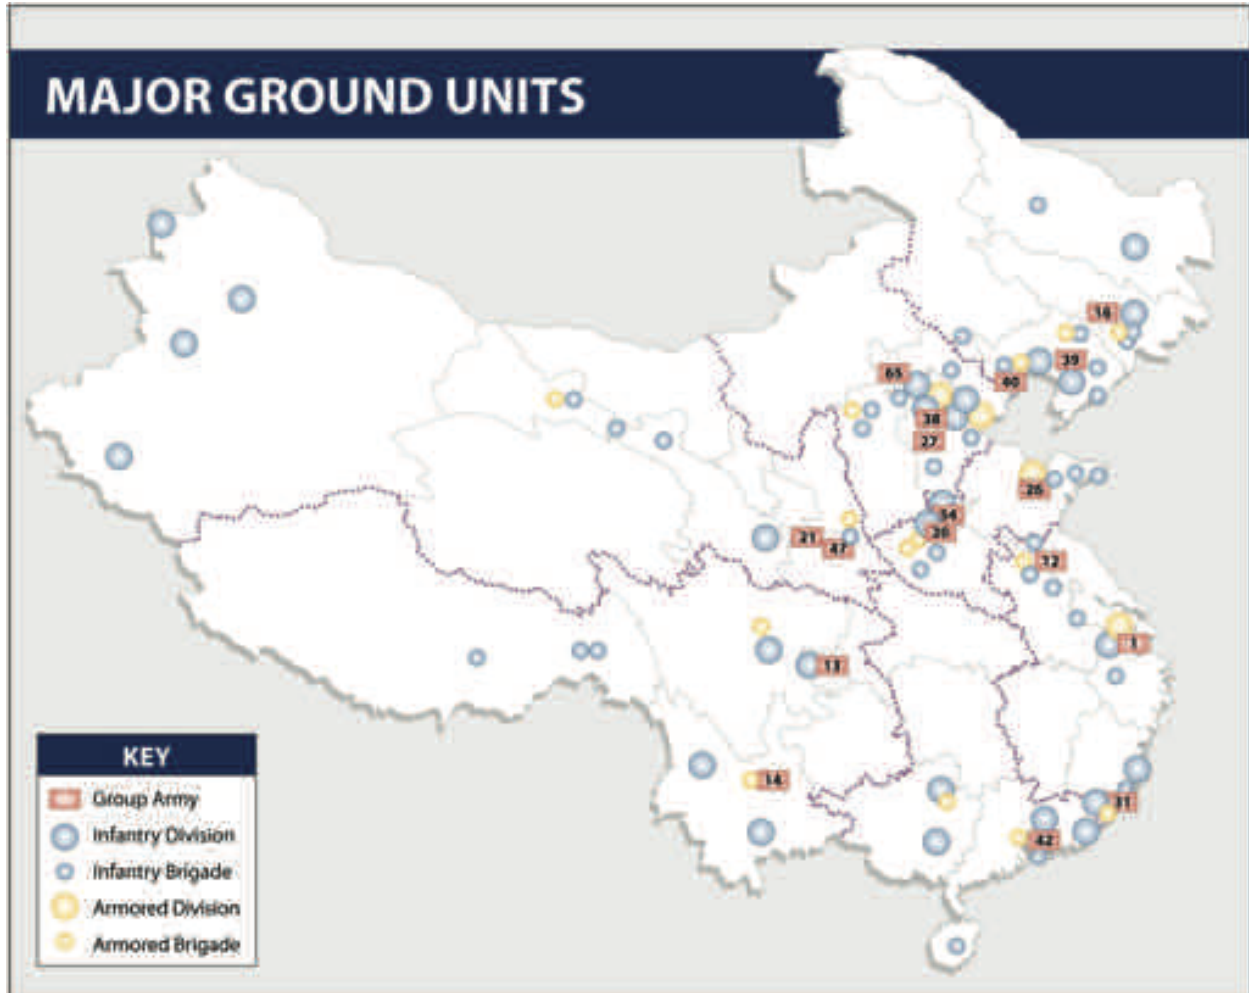 MAJOR GROUND UNITS
16
39
65
40
38
27
26
54
20
21
47
12
1
13
14
31
42
KEY
Group Army
Infantry Division
Infantry Brigade
Armored Division
Armored Brigade